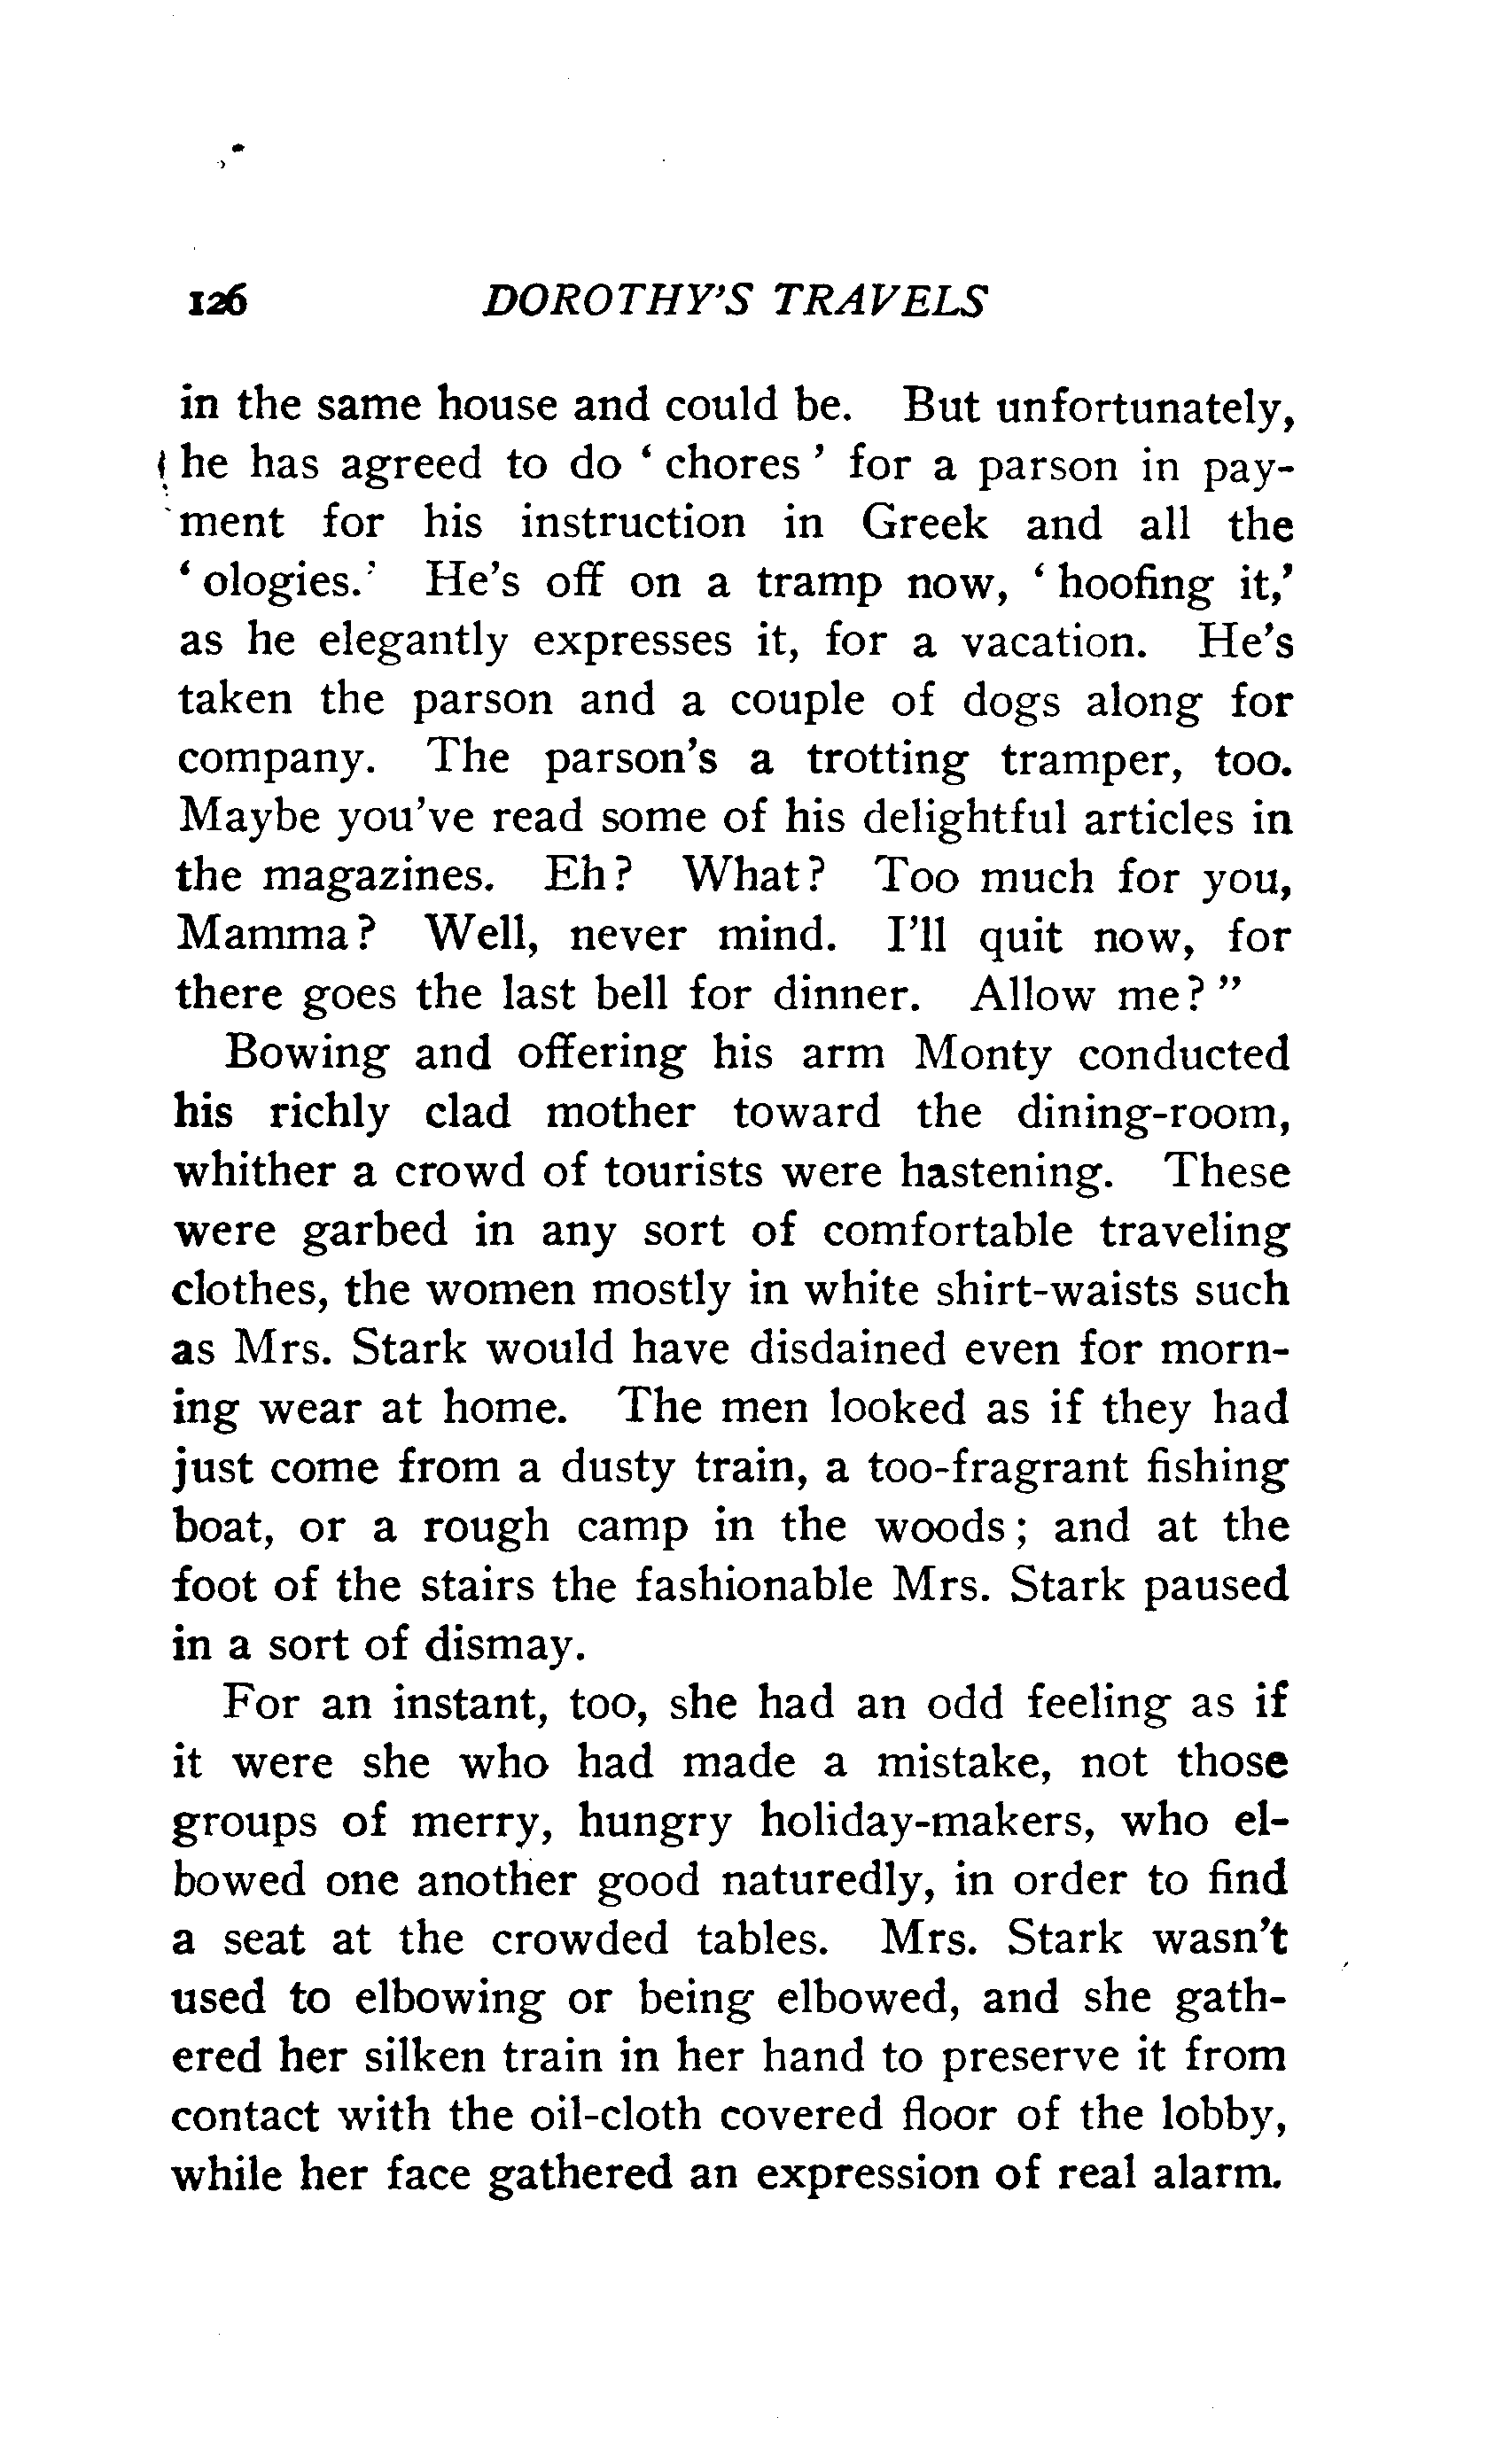 126 DOROTHY'S TRAVELS
in the same house and could be. But unfortunately,
he has agreed to do ‘ chores ’ for a parson in pay-
ment for his instruction in Greek and all the
‘ ologies.’ He's off on a tramp now, ‘ hoofing it,’
as he elegantly expresses it, for a vacation. He's
taken the parson and a couple of dogs along for
company. The parson's a trotting tramper, too.
Maybe you've read some of his delightful articles in
the magazines. Eh? What? Too much for you,
Mamma? Well, never mind. I'll quit now, for
there goes the last bell for dinner. Allow me? ”
Bowing and offering his arm Monty conducted
his richly clad mother toward the dining-room,
whither a crowd of tourists were hastening. These
were garbed in any sort of comfortable traveling
clothes, the women mostly in white shirt-waists such
as Mrs. Stark would have disdained even for morn-
ing wear at home. The men looked as if they had
just come from a dusty train, a too-fragrant fishing
boat, or a rough camp in the woods; and at the
foot of the stairs the fashionable Mrs. Stark paused
in a sort of dismay.
For an instant, too, she had an odd feeling as if
it were she who had made a mistake, not those
groups of merry, hungry holiday-makers, who el-
bowed one another good naturedly, in order to find
a seat at the crowded tables. Mrs. Stark wasn't
used to elbowing or being elbowed, and she gath-
ered her silken train in her hand to preserve it from
contact with the oil-cloth covered floor of the lobby,
while her face gathered an expression of real alarm.